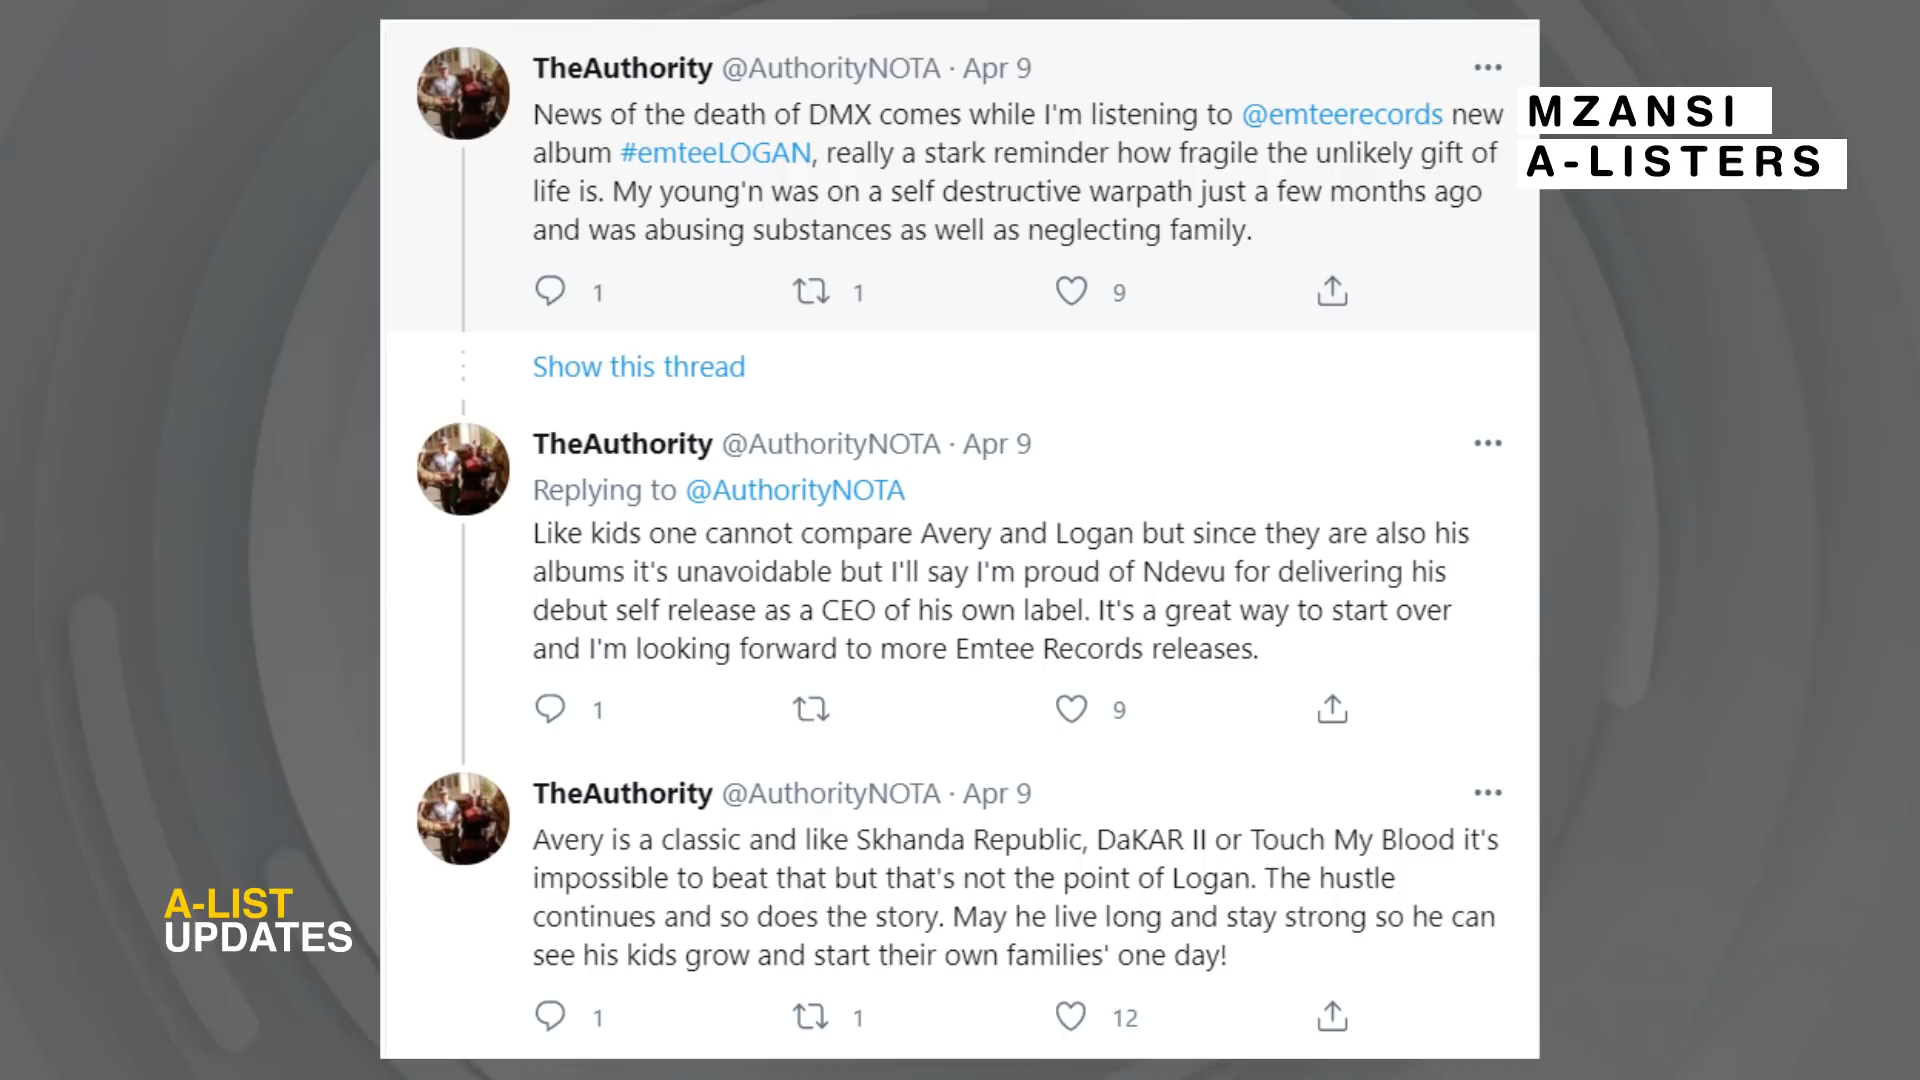 TheAuthority @AuthorityNOTA · Apr 9
News of the death of DMX comes while I'm listening to @emteerecords new
album #emteeLOGAN, really a stark reminder how fragile the unlikely gift of
life is. My young'n was on a self destructive warpath just a few months ago
and was abusing substances as well as neglecting family.
1 1 9
MZANSI
A-LISTERS
Show this thread
TheAuthority @AuthorityNOTA · Apr 9
Replying to @AuthorityNOTA
Like kids one cannot compare Avery and Logan but since they are also his
albums it's unavoidable but I'll say I'm proud of Ndevu for delivering his
debut self release as a CEO of his own label. It's a great way to start over
and I'm looking forward to more Emtee Records releases.
1 9
TheAuthority @AuthorityNOTA · Apr 9
Avery is a classic and like Skhanda Republic, DaKAR II or Touch My Blood it's
impossible to beat that but that's not the point of Logan. The hustle
continues and so does the story. May he live long and stay strong so he can
see his kids grow and start their own families' one day!
1 1 12
A-LIST
UPDATES